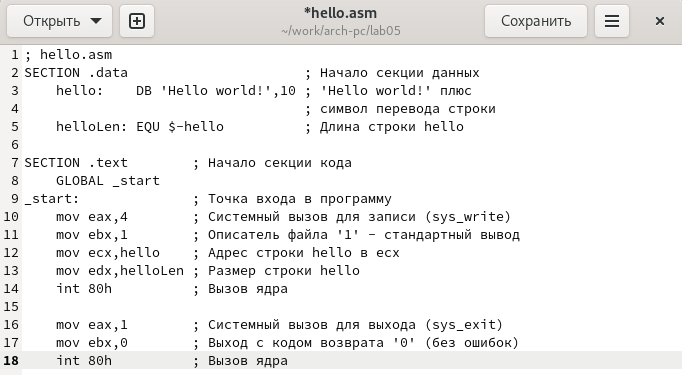 Открыть
*hello.asm
~/work/arch-pc/lab05
Сохранить
1 ; hello.asm
2 SECTION .data                      ; Начало секции данных
3     hello:    DB 'Hello world!',10 ; 'Hello world!' плюс
4                                    ; символ перевода строки
5     helloLen: EQU $-hello          ; Длина строки hello
6
7 SECTION .text        ; Начало секции кода
8     GLOBAL _start
9 _start:              ; Точка входа в программу
10     mov eax,4        ; Системный вызов для записи (sys_write)
11     mov ebx,1        ; Описатель файла '1' - стандартный вывод
12     mov ecx,hello    ; Адрес строки hello в ecx
13     mov edx,helloLen ; Размер строки hello
14     int 80h          ; Вызов ядра
15
16     mov eax,1        ; Системный вызов для выхода (sys_exit)
17     mov ebx,0        ; Выход с кодом возврата '0' (без ошибок)
18     int 80h          ; Вызов ядра